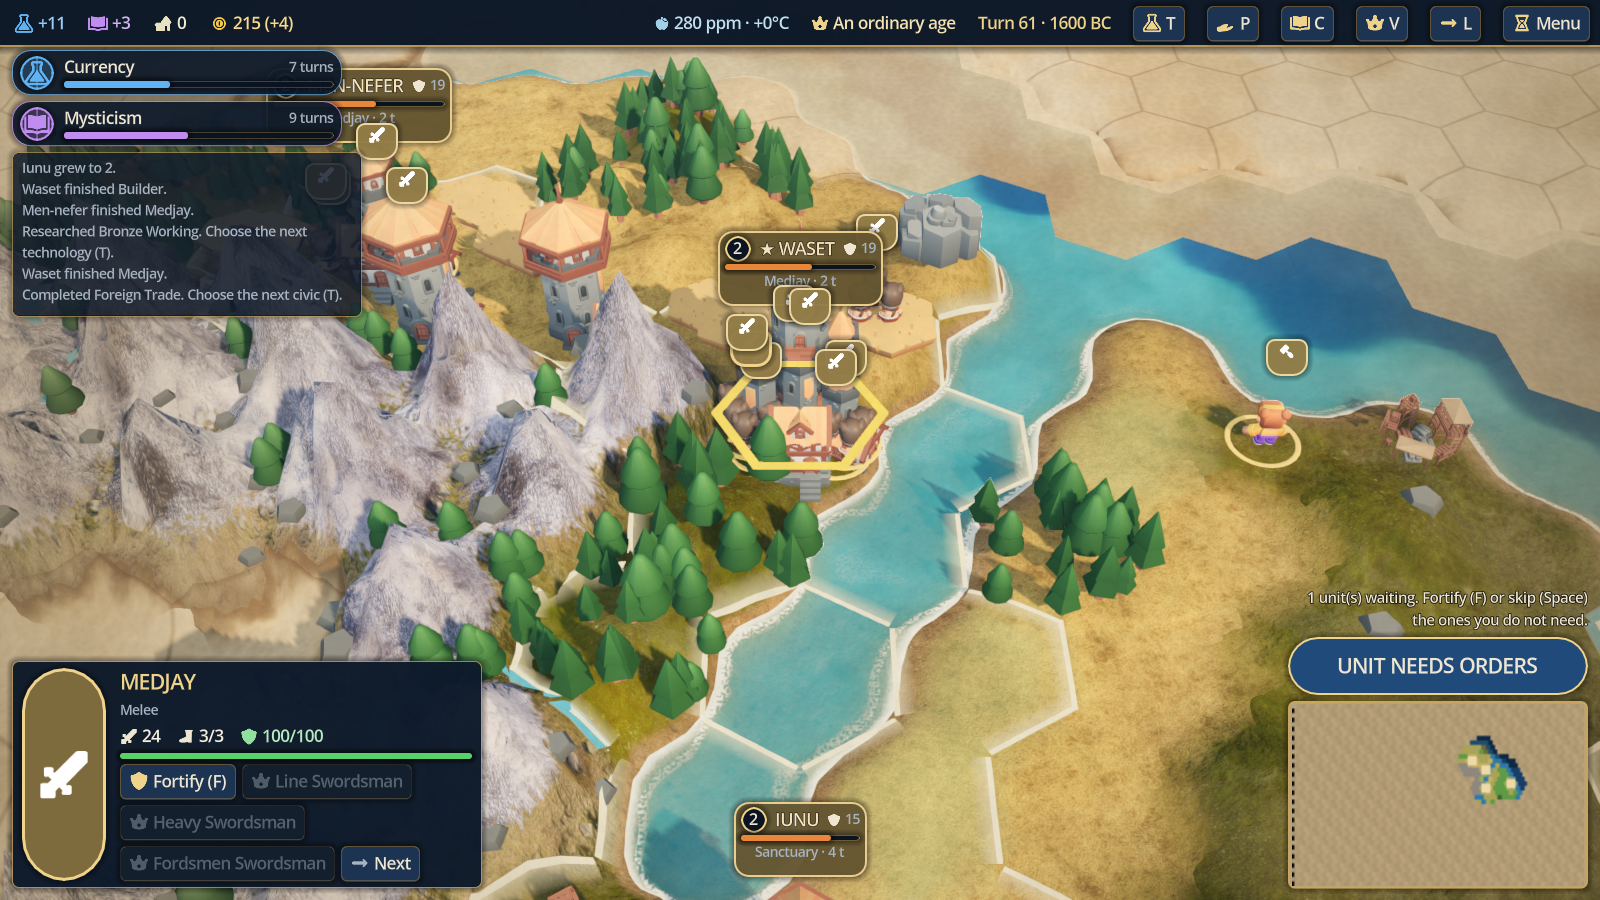 +11
+3
0
215 (+4)
280 ppm · +0°C
An ordinary age
Turn 61 · 1600 BC
T
P
C
V
L
Menu
Currency
7 turns
Mysticism
9 turns
N-NEFER
19
djay · 2 t
Iunu grew to 2.
Waset finished Builder.
Men-nefer finished Medjay.
Researched Bronze Working. Choose the next
technology (T).
Waset finished Medjay.
Completed Foreign Trade. Choose the next civic (T).
2
★ WASET
19
Medjay · 2 t
1 unit(s) waiting. Fortify (F) or skip (Space)
the ones you do not need.
UNIT NEEDS ORDERS
MEDJAY
Melee
24
3/3
100/100
Fortify (F)
Line Swordsman
Heavy Swordsman
Fordsmen Swordsman
Next
2
IUNU
15
Sanctuary · 4 t